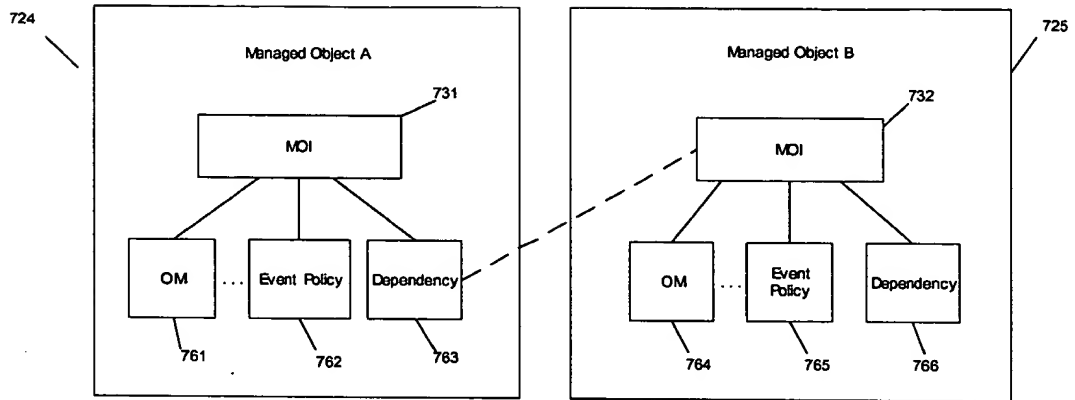 724
725
Managed Object A
Managed Object B
731
732
MOI
MOI
OM
...
Event Policy
Dependency
OM
...
Event
Policy
Dependency
761
762
763
764
765
766